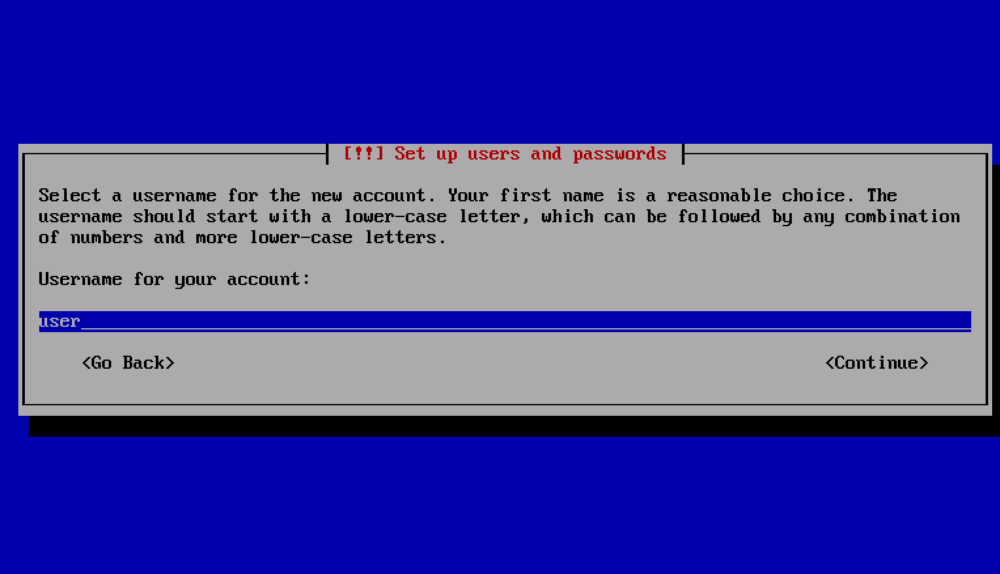 [!!] Set up users and passwords
Select a username for the new account. Your first name is a reasonable choice. The
username should start with a lower-case letter, which can be followed by any combination
of numbers and more lower-case letters.
Username for your account:
user
<Go Back> <Continue>